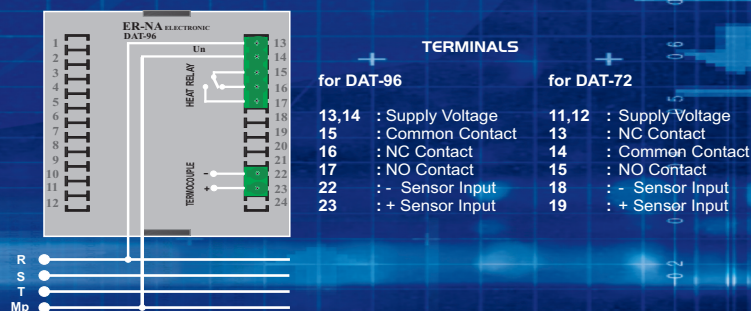 ER-NA ELECTRONIC
DAT-96
Un
1
2
3
4
5
6
7
8
9
10
11
12
13
14
15
16
17
18
19
20
21
22
23
24
HEAT RELAY
TERMOCOUPLE
-
+
R
S
T
Mp
TERMINALS
for DAT-96
13,14 : Supply Voltage
15 : Common Contact
16 : NC Contact
17 : NO Contact
22 : - Sensor Input
23 : + Sensor Input
for DAT-72
11,12 : Supply Voltage
13 : NC Contact
14 : Common Contact
15 : NO Contact
18 : - Sensor Input
19 : + Sensor Input